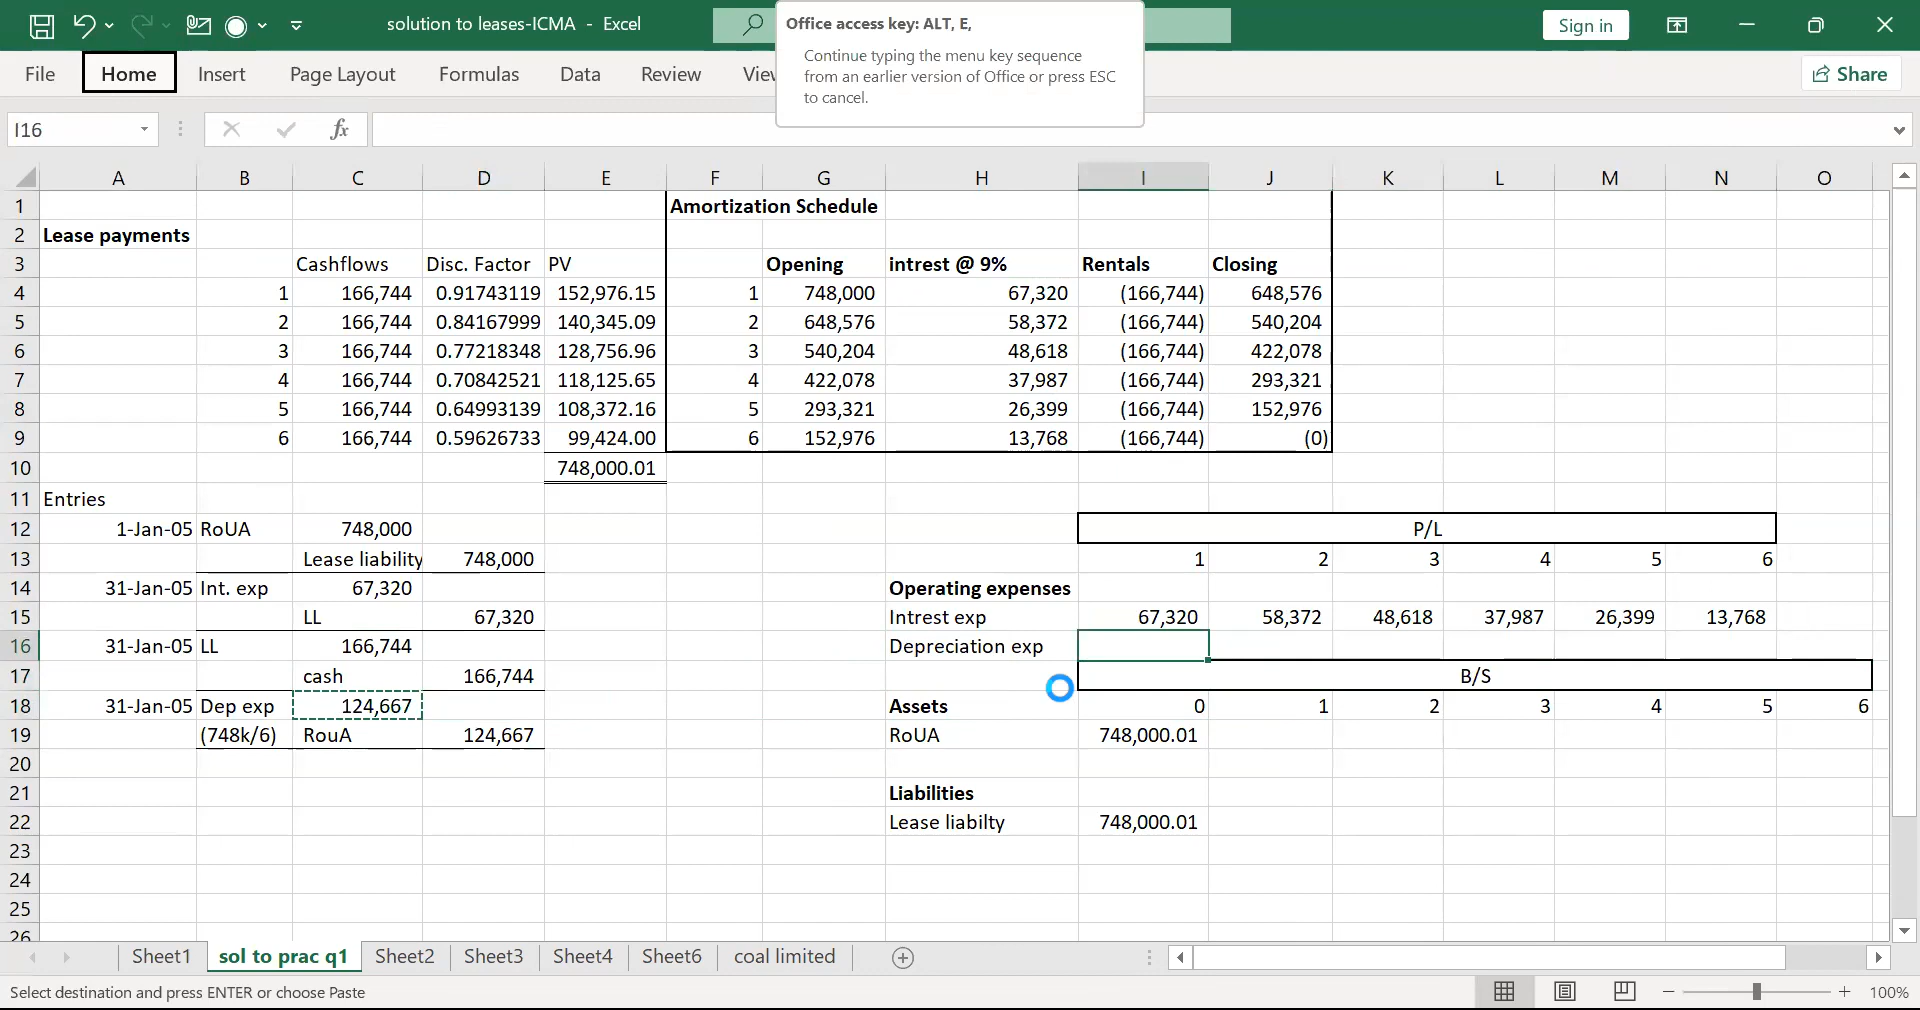 solution to leases-ICMA - Excel
Office access key: ALT, E,
Continue typing the menu key sequence
from an earlier version of Office or press ESC
to cancel.
Sign in
File Home Insert Page Layout Formulas Data Review
Share
I16
fx
A B C D E F G H I J K L M N O
1 Amortization Schedule
2 Lease payments
3 Cashflows Disc. Factor PV Opening intrest @ 9% Rentals Closing
4 1 166,744 0.91743119 152,976.15 1 748,000 67,320 (166,744) 648,576
5 2 166,744 0.84167999 140,345.09 2 648,576 58,372 (166,744) 540,204
6 3 166,744 0.77218348 128,756.96 3 540,204 48,618 (166,744) 422,078
7 4 166,744 0.70842521 118,125.65 4 422,078 37,987 (166,744) 293,321
8 5 166,744 0.64993139 108,372.16 5 293,321 26,399 (166,744) 152,976
9 6 166,744 0.59626733 99,424.00 6 152,976 13,768 (166,744) (0)
10 748,000.01
11 Entries
12 1-Jan-05 RoUA 748,000 P/L
13 Lease liability 748,000 1 2 3 4 5 6
14 31-Jan-05 Int. exp 67,320 Operating expenses
15 LL 67,320 Intrest exp 67,320 58,372 48,618 37,987 26,399 13,768
16 31-Jan-05 LL 166,744 Depreciation exp
17 cash 166,744 B/S
18 31-Jan-05 Dep exp 124,667 Assets 0 1 2 3 4 5 6
19 (748k/6) RouA 124,667 RoUA 748,000.01
20
21 Liabilities
22 Lease liabilty 748,000.01
23
24
25
26
Sheet1 sol to prac q1 Sheet2 Sheet3 Sheet4 Sheet6 coal limited
Select destination and press ENTER or choose Paste
100%